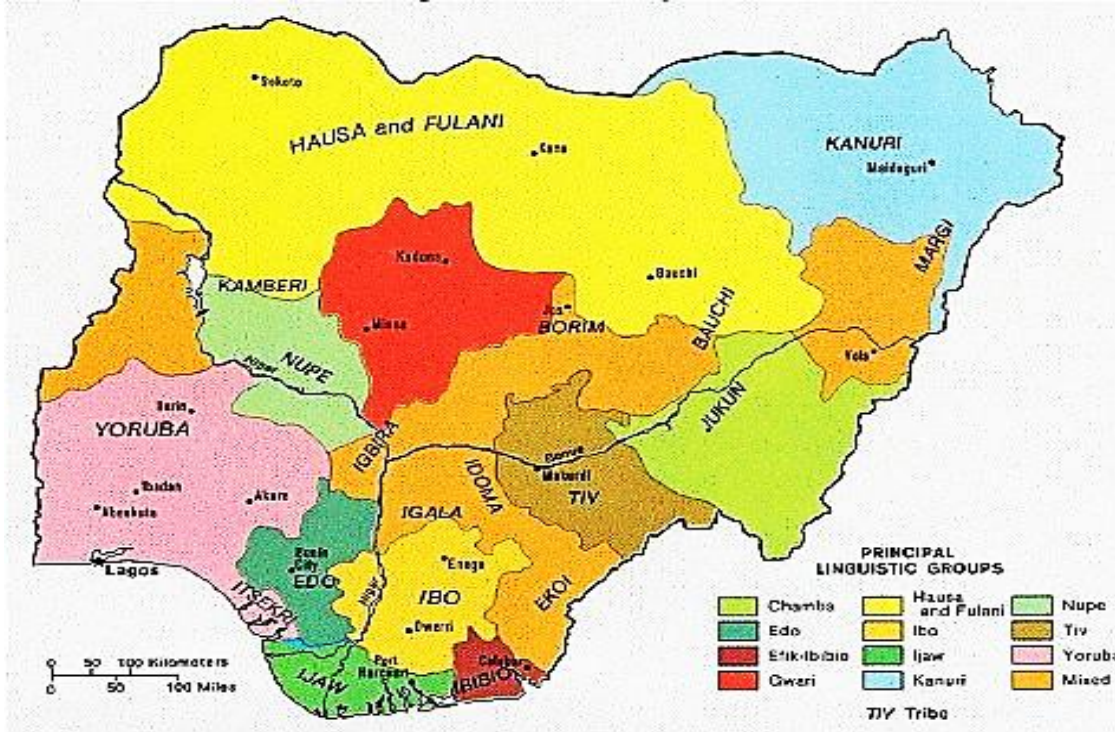 Sokoto
HAUSA and FULANI
Kano
KANURI
Maiduguri
MARGI
Kaduna
KAMBERI
Bauchi
BAUCHI
Jos
BORIM
Minna
NUPE
Niger
Yola
JUKUN
YORUBA
IGBIRA
Benue
Makurdi
TIV
IDOMA
Ibadan
Abeokuta
Akure
IGALA
Lagos
Benin
City
EDO
ITSEKRI
Niger
Enugu
IBO
Owerri
EKOI
Port
Harcourt
Calabar
IJAW
IBIBIO
0 50 100 Kilometers
0 50 100 Miles
PRINCIPAL
LINGUISTIC GROUPS
Chamba
Edo
Efik-Ibibio
Gwari
Hausa
and Fulani
Ibo
Ijaw
Kanuri
Nupe
Tiv
Yoruba
Mixed
TIV Tribe